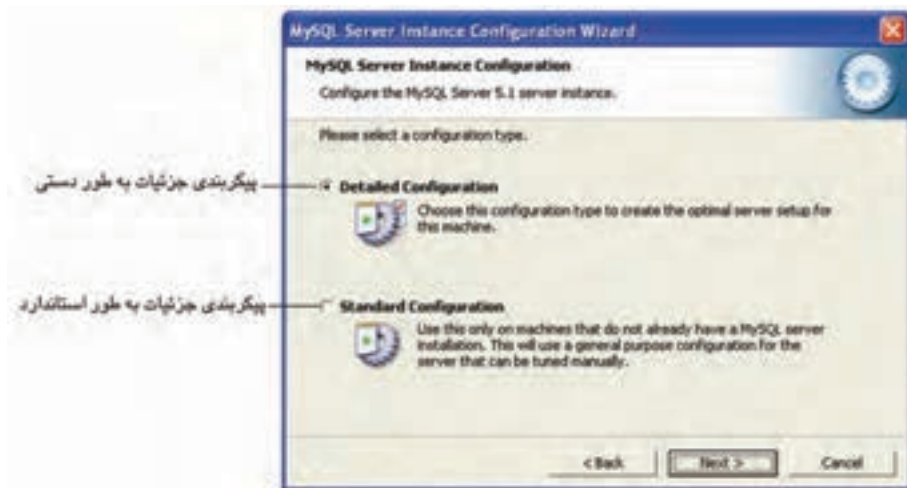 MySQL Server Instance Configuration Wizard
MySQL Server Instance Configuration
Configure the MySQL Server 5.1 server instance.
Please select a configuration type.
پیکربندی جزئیات به طور دستی
Detailed Configuration
Choose this configuration type to create the optimal server setup for
this machine.
پیکربندی جزئیات به طور استاندارد
Standard Configuration
Use this only on machines that do not already have a MySQL server
installation. This will use a general purpose configuration for the
server that can be tuned manually.
< Back
Next >
Cancel